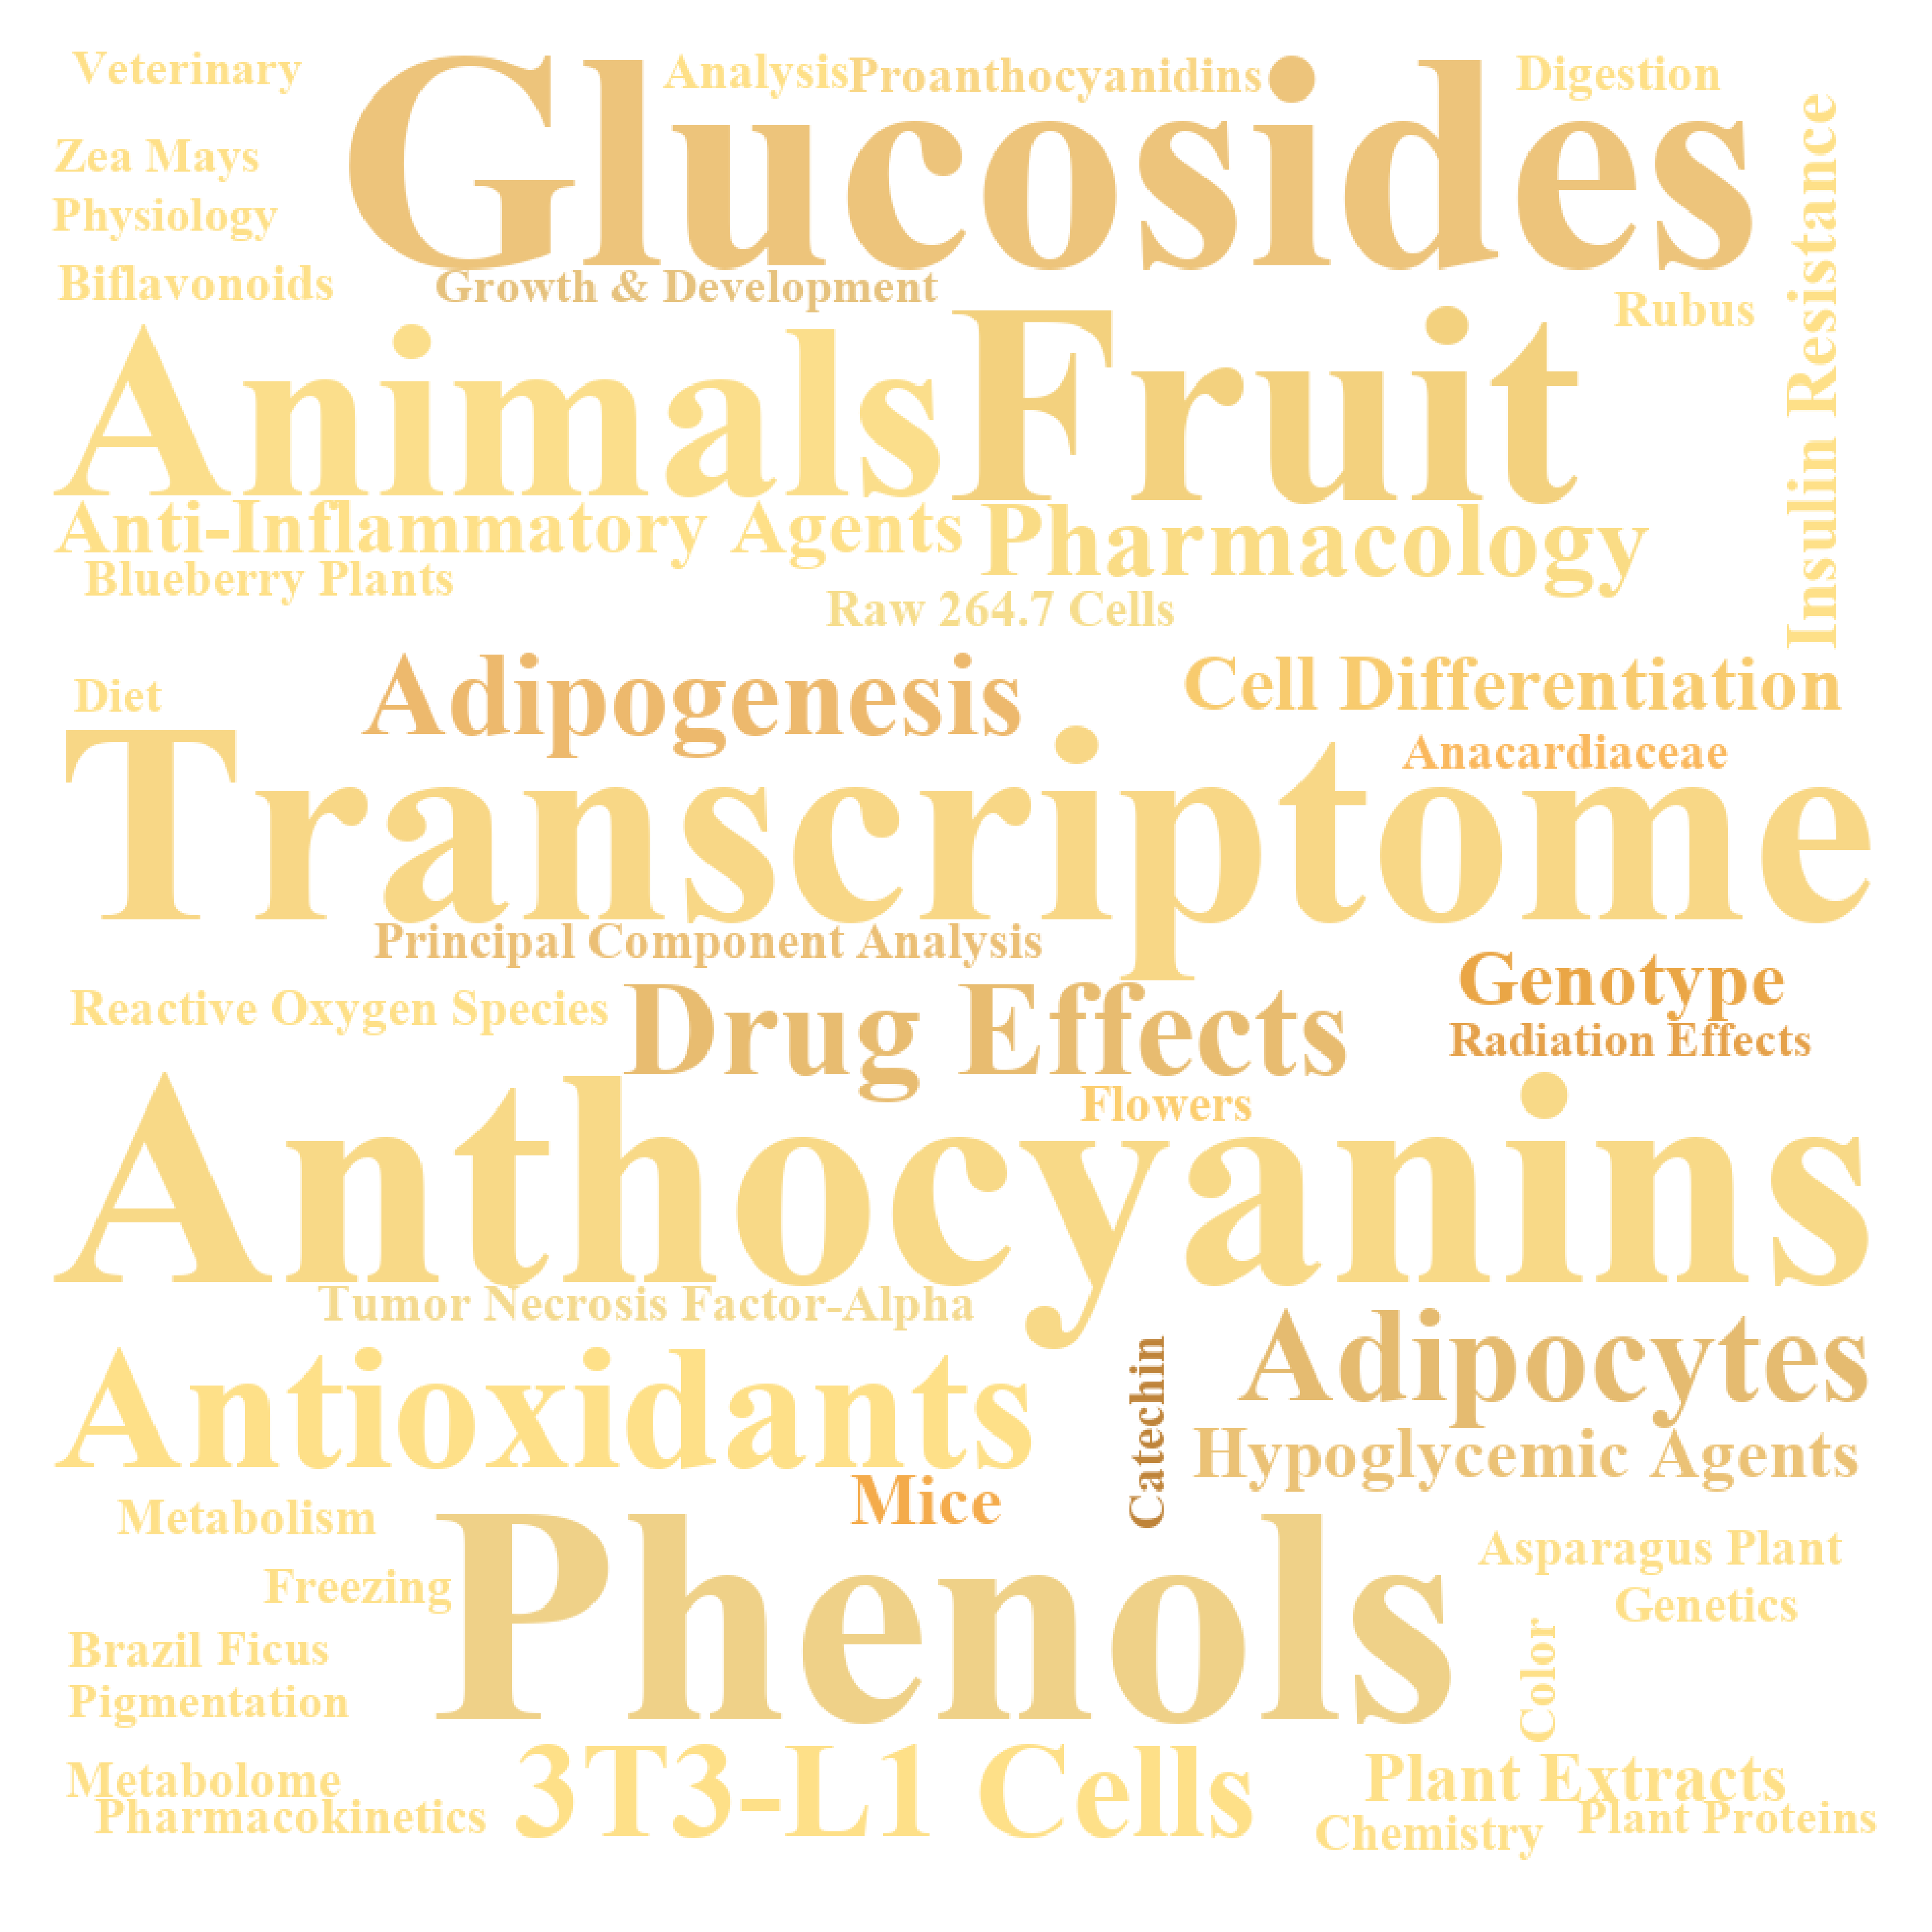 Veterinary
Glucosides
Analysis
Proanthocyanidins
Digestion
Zea Mays
Physiology
Biflavonoids
Growth & Development
Rubus
Insulin Resistance
Animals
Fruit
Anti-Inflammatory Agents
Pharmacology
Blueberry Plants
Raw 264.7 Cells
Diet
Adipogenesis
Cell Differentiation
Anacardiaceae
Transcriptome
Principal Component Analysis
Genotype
Reactive Oxygen Species
Drug Effects
Radiation Effects
Flowers
Anthocyanins
Tumor Necrosis Factor-Alpha
Adipocytes
Antioxidants
Catechin
Hypoglycemic Agents
Mice
Metabolism
Phenols
Asparagus Plant
Freezing
Genetics
Brazil
Ficus
Color
Pigmentation
Metabolome
3T3-L1 Cells
Plant Extracts
Pharmacokinetics
Chemistry
Plant Proteins